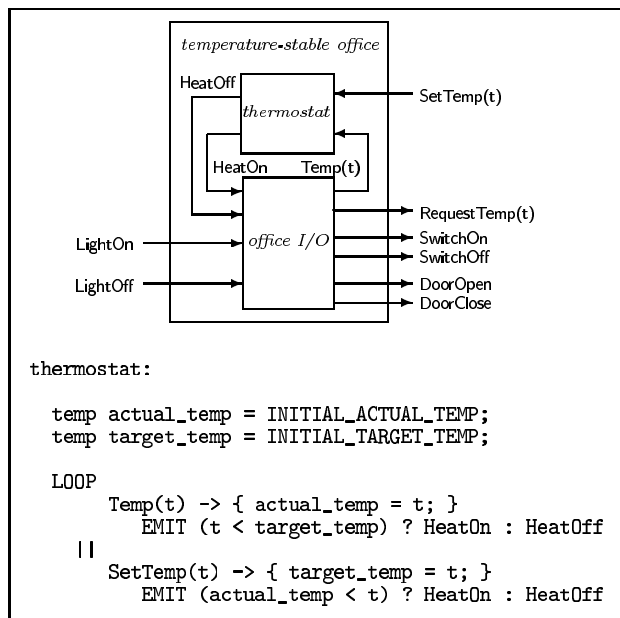 temperature-stable office
HeatOff
thermostat
SetTemp(t)
HeatOn
Temp(t)
RequestTemp(t)
LightOn
office I/O
SwitchOn
SwitchOff
LightOff
DoorOpen
DoorClose
thermostat:
temp actual_temp = INITIAL_ACTUAL_TEMP;
temp target_temp = INITIAL_TARGET_TEMP;
LOOP
Temp(t) -> { actual_temp = t; }
EMIT (t < target_temp) ? HeatOn : HeatOff
||
SetTemp(t) -> { target_temp = t; }
EMIT (actual_temp < t) ? HeatOn : HeatOff